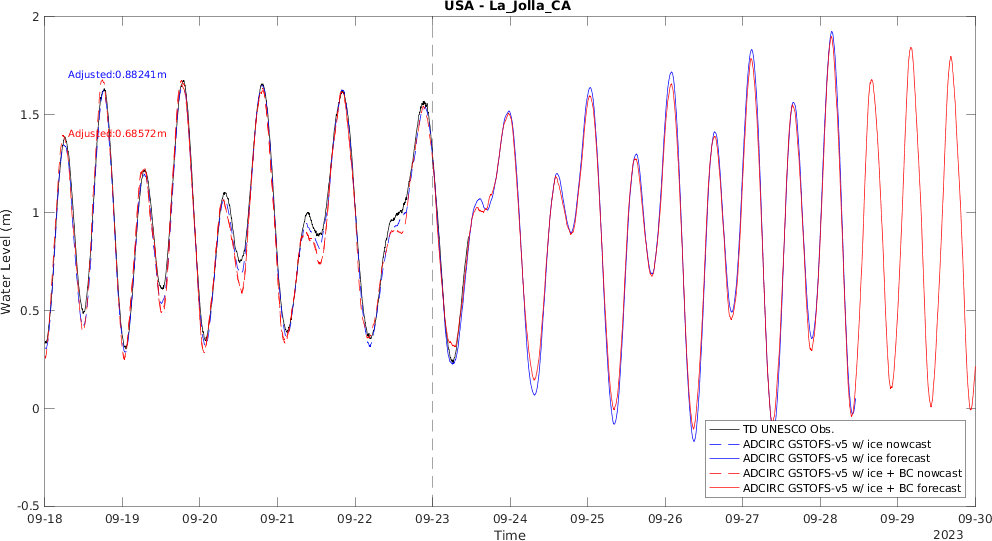 USA - La_Jolla_CA
2
Adjusted:0.88241m
1.5
Adjusted:0.68572m
1
Water Level (m)
0.5
0
TD UNESCO Obs.
ADCIRC GSTOFS-v5 w/ ice nowcast
ADCIRC GSTOFS-v5 w/ ice forecast
ADCIRC GSTOFS-v5 w/ ice + BC nowcast
ADCIRC GSTOFS-v5 w/ ice + BC forecast
-0.5
09-18 09-19 09-20 09-21 09-22 09-23 09-24 09-25 09-26 09-27 09-28 09-29 09-30
Time
2023